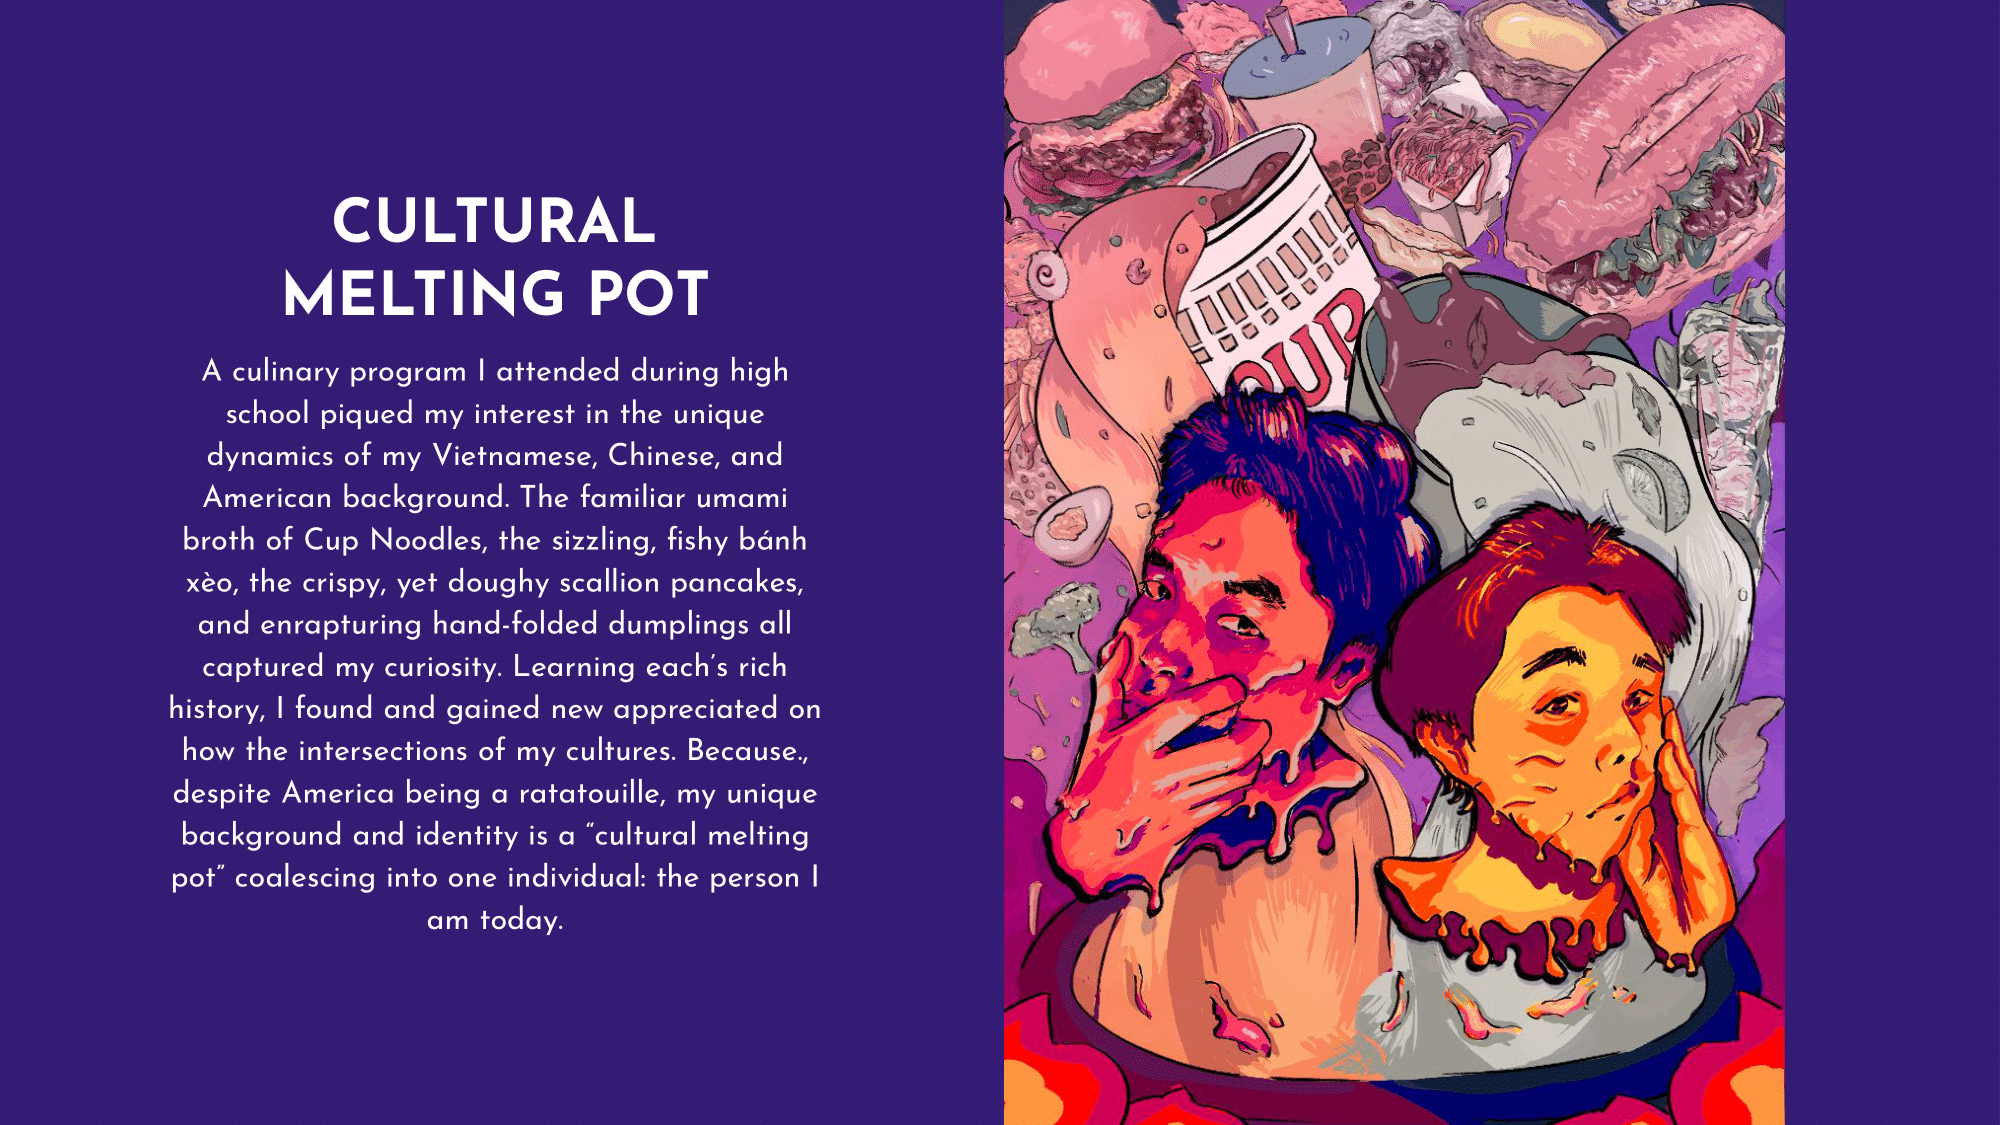 CULTURAL
MELTING POT
A culinary program I attended during high
school piqued my interest in the unique
dynamics of my Vietnamese, Chinese, and
American background. The familiar umami
broth of Cup Noodles, the sizzling, fishy bánh
xèo, the crispy, yet doughy scallion pancakes,
and enrapturing hand-folded dumplings all
captured my curiosity. Learning each's rich
history, I found and gained new appreciated on
how the intersections of my cultures. Because.,
despite America being a ratatouille, my unique
background and identity is a “cultural melting
pot” coalescing into one individual: the person I
am today.
OUP